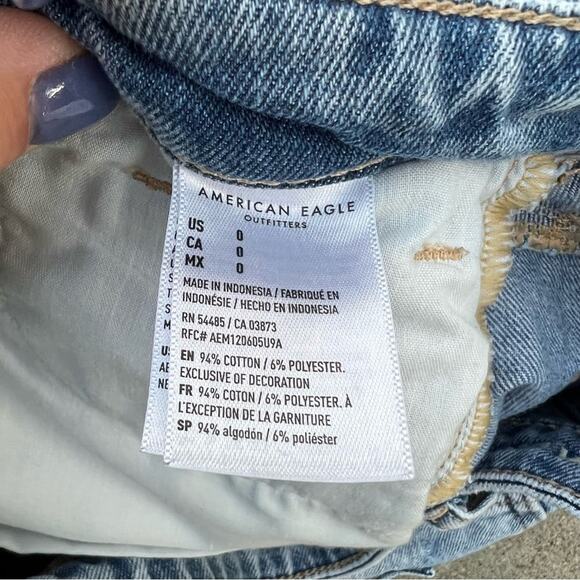 AMERICAN EAGLE
OUTFITTERS
US 0
CA 0
MX 0
MADE IN INDONESIA / FABRIQUÉ EN
INDONÉSIE / HECHO EN INDONESIA
RN 54485 / CA 03873
RFC# AEM120605U9A
EN 94% COTTON / 6% POLYESTER.
EXCLUSIVE OF DECORATION
FR 94% COTON / 6% POLYESTER. À
L'EXCEPTION DE LA GARNITURE
SP 94% algodón / 6% poliéster